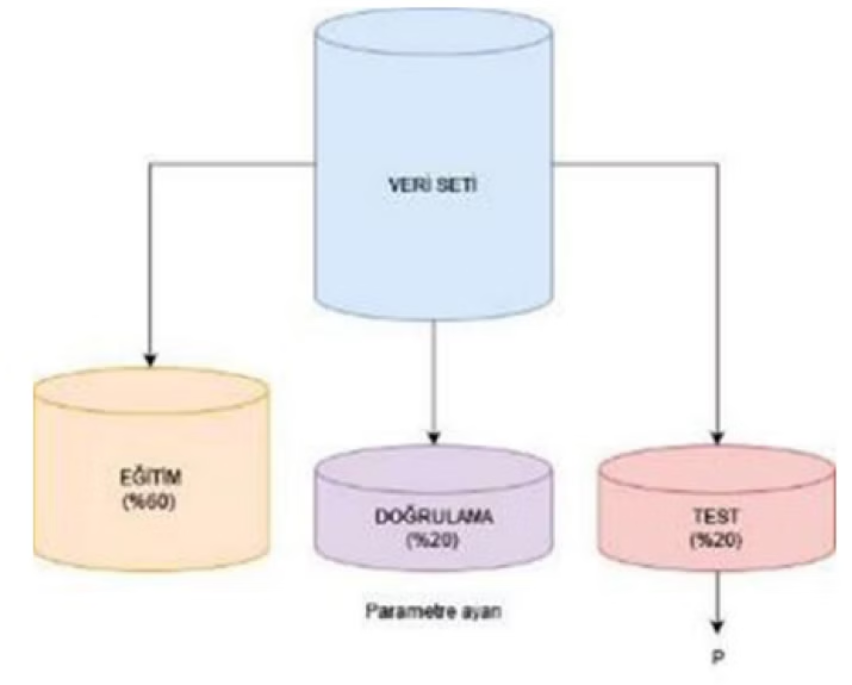 VERİ SETİ
EĞİTİM
(%60)
DOĞRULAMA
(%20)
TEST
(%20)
Parametre ayarı
P